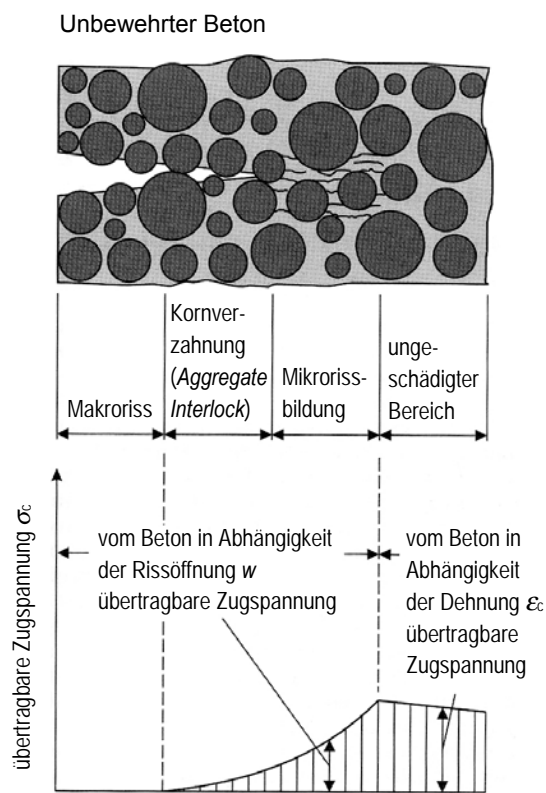 Unbewehrter Beton
Makroriss
Kornver-
zahnung
(Aggregate
Interlock)
Mikroriss-
bildung
unge-
schädigter
Bereich
übertragbare Zugspannung σc
vom Beton in Abhängigkeit
der Rissöffnung w
übertragbare Zugspannung
vom Beton in
Abhängigkeit
der Dehnung εc
übertragbare
Zugspannung